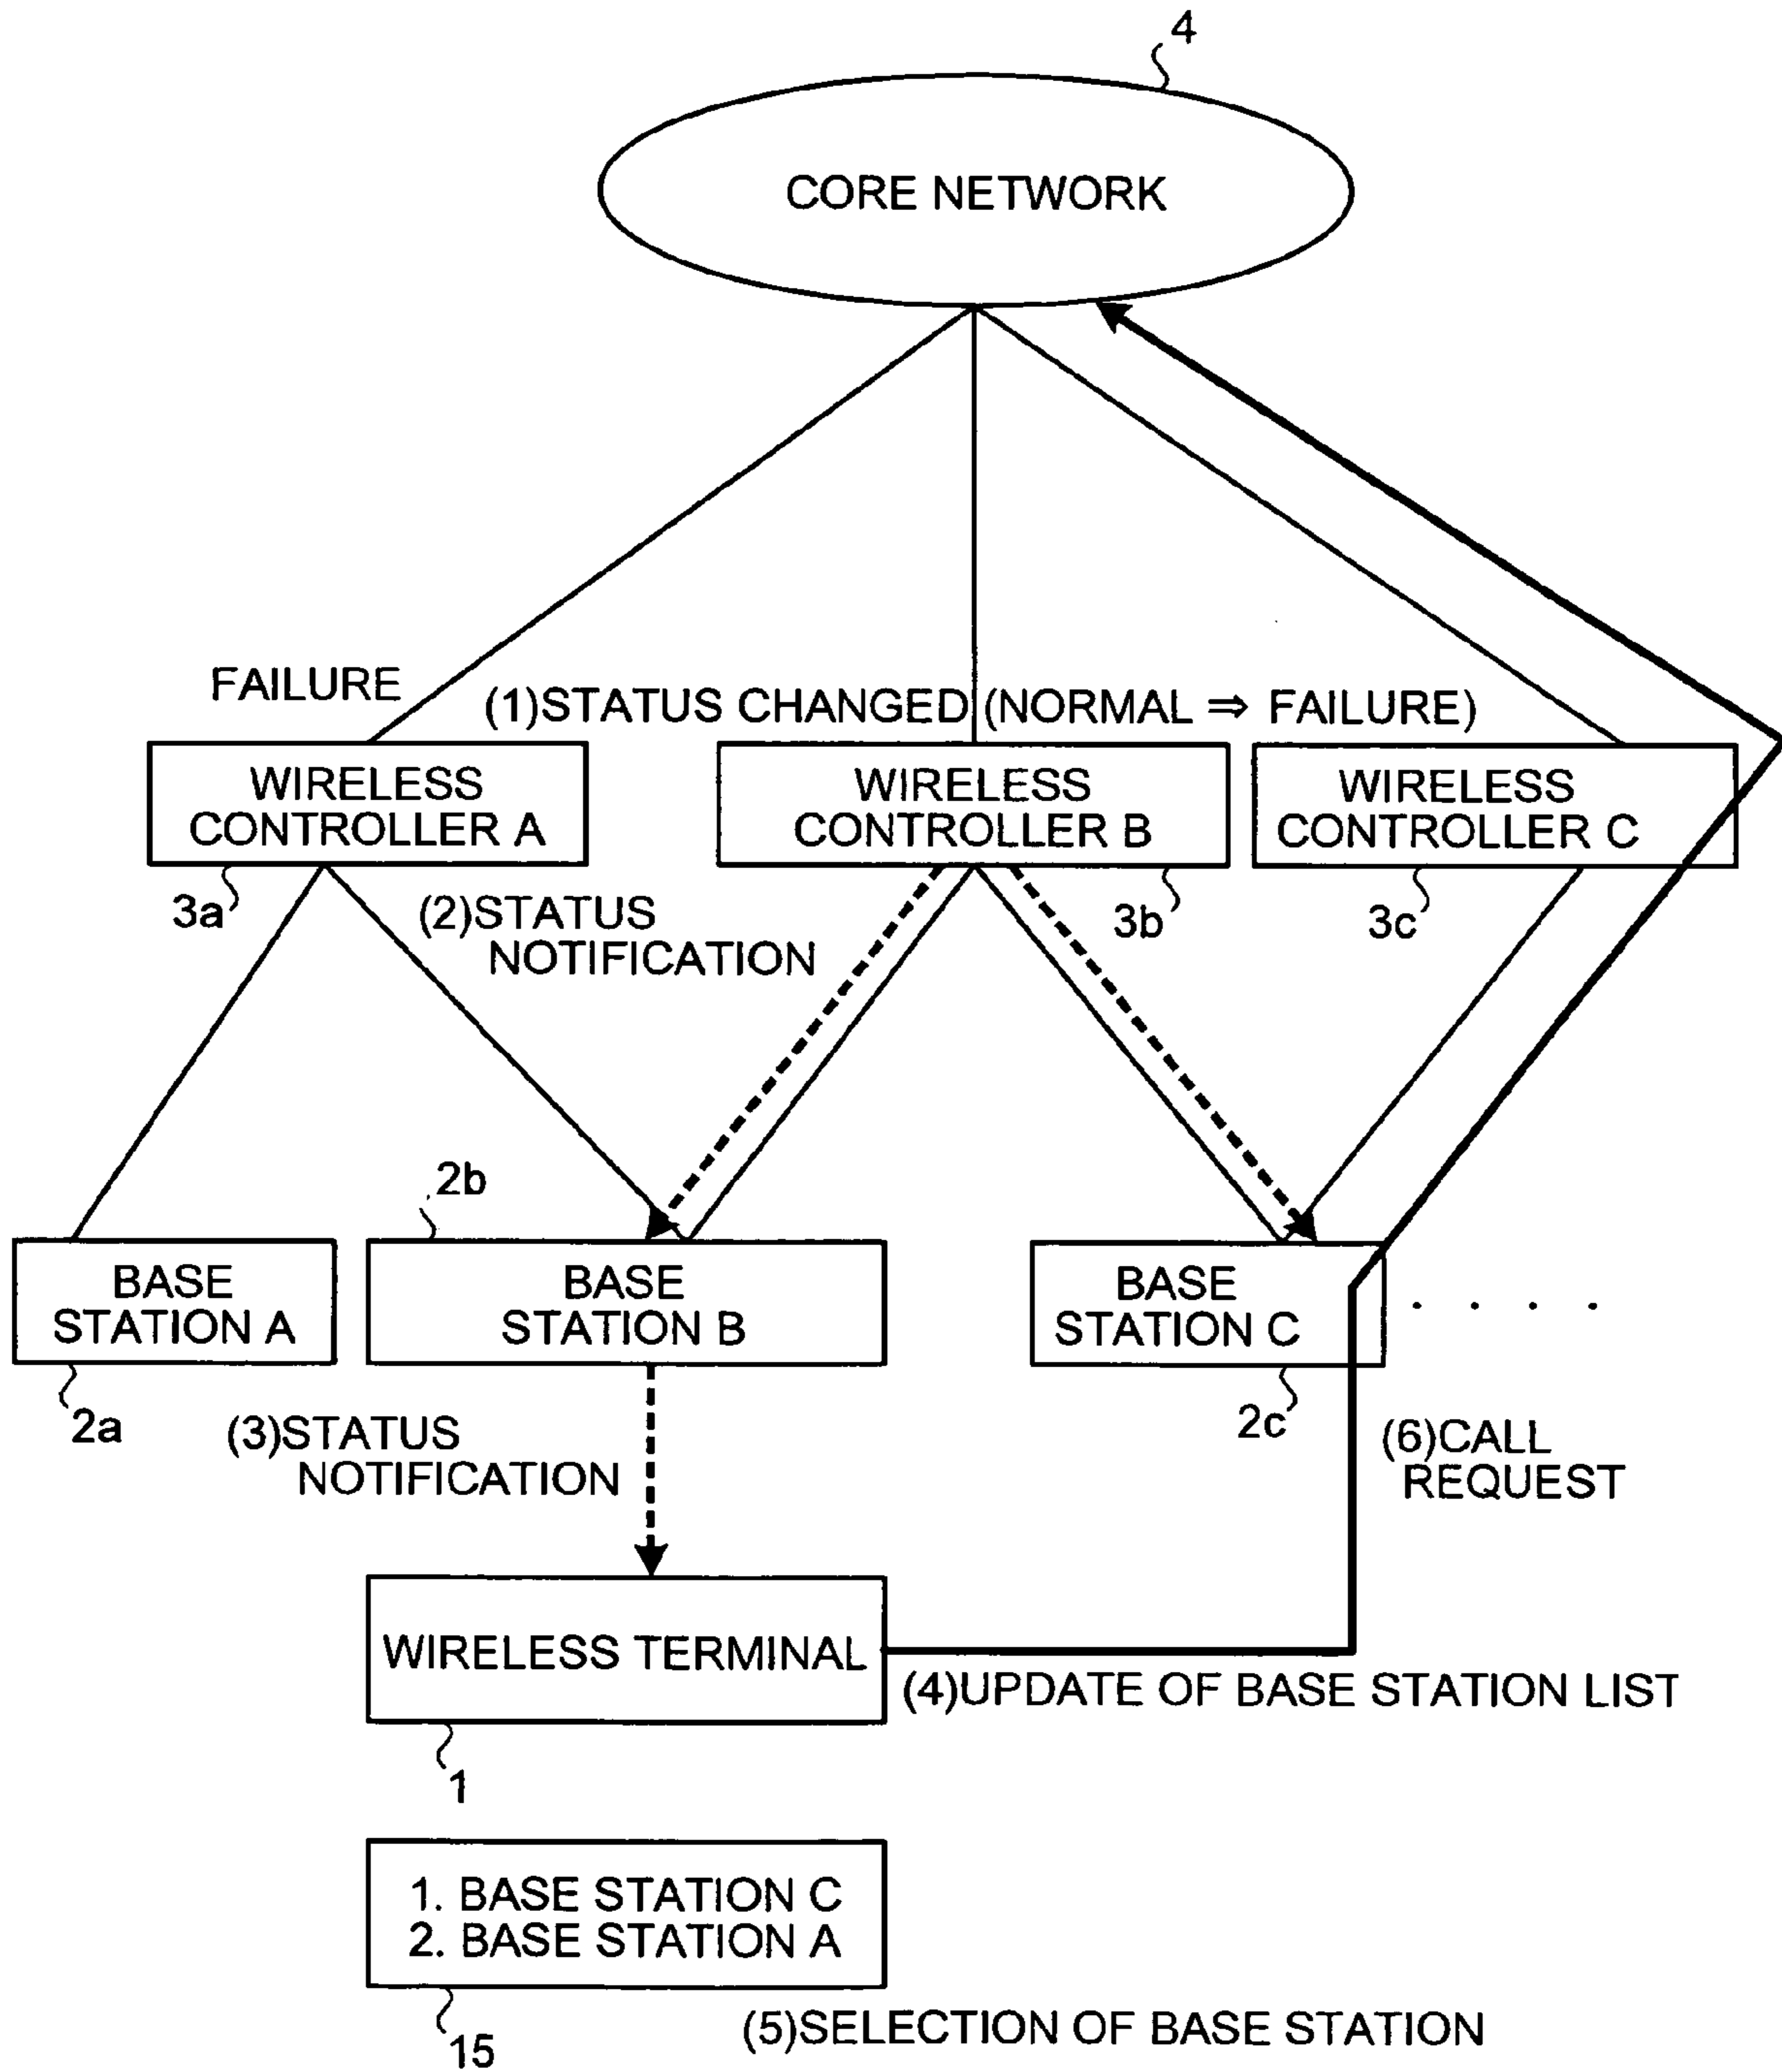 4
CORE NETWORK
FAILURE
(1)STATUS CHANGED (NORMAL ⇒ FAILURE)
WIRELESS
CONTROLLER A
WIRELESS
CONTROLLER B
WIRELESS
CONTROLLER C
3a
(2)STATUS
NOTIFICATION
3b
3c
2b
BASE
STATION A
BASE
STATION B
BASE
STATION C
. . . .
2a
(3)STATUS
NOTIFICATION
2c
(6)CALL
REQUEST
WIRELESS TERMINAL
(4)UPDATE OF BASE STATION LIST
1
1. BASE STATION C
2. BASE STATION A
15
(5)SELECTION OF BASE STATION